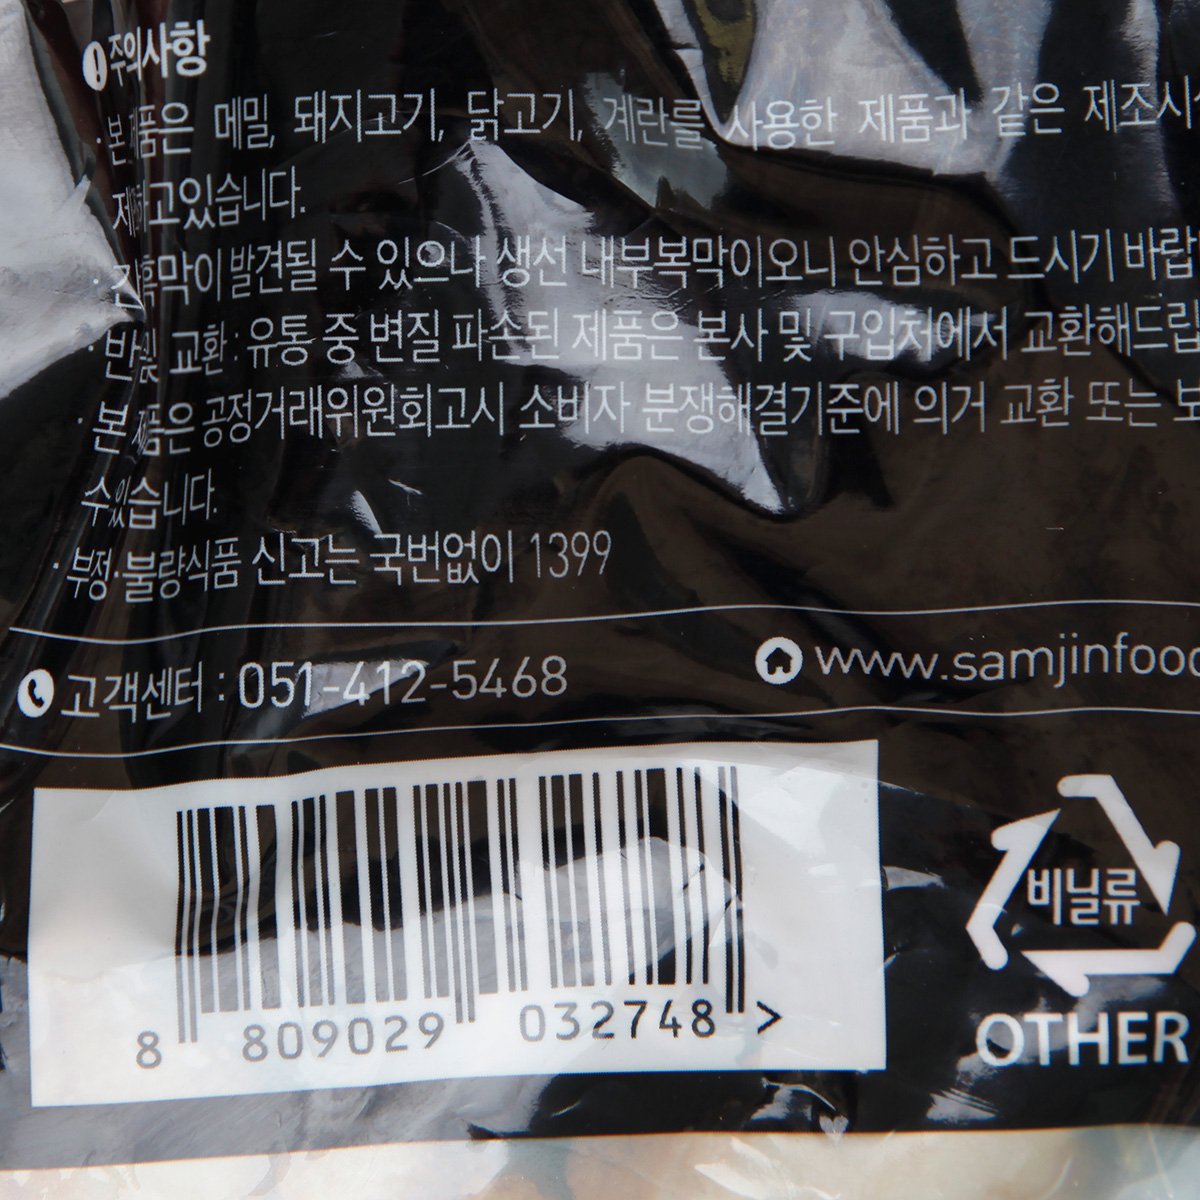 주의사항
· 본 제품은 메밀, 돼지고기, 닭고기, 계란를 사용한 제품과 같은 제조시
제하고있습니다.
· 간혹막이 발견될 수 있으나 생선 내부복막이오니 안심하고 드시기 바랍
· 반 및 교환 : 유통 중 변질 파손된 제품은 본사 및 구입처에서 교환해드립
· 본 제품은 공정거래위원회고시 소비자 분쟁해결기준에 의거 교환 또는 보
수있습니다.
· 부정·불량식품 신고는 국번없이 1399
고객센터 : 051-412-5468
www.samjinfood
비닐류
OTHER
8 809029 032748 >